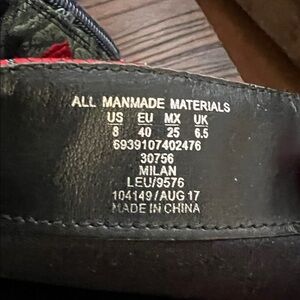 ALL MANMADE MATERIALS
US EU MX UK
8 40 25 6.5
6939107402476
30756
MILAN
LEU/9576
104149/AUG 17
MADE IN CHINA